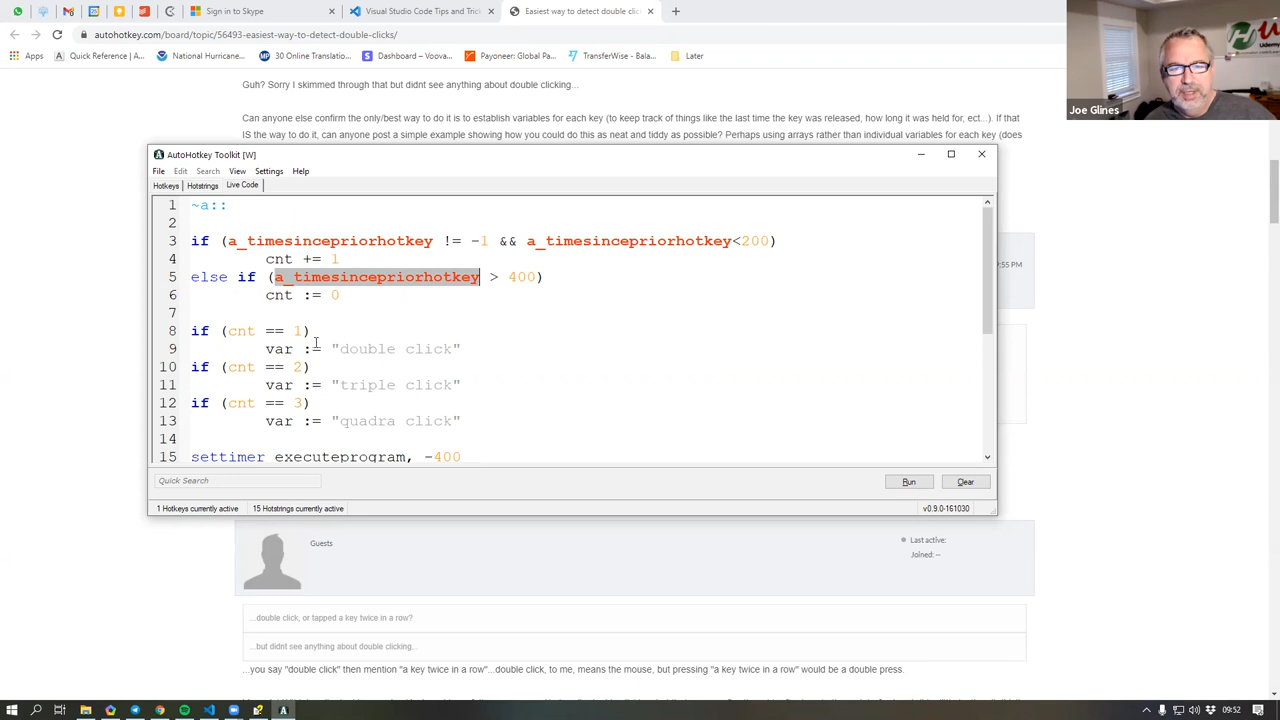 Sign in to Skype
Visual Studio Code Tips and Tric
Easiest way to detect double clic
autohotkey.com/board/topic/56493-easiest-way-to-detect-double-clicks/
Apps
Quick Reference | A...
National Hurricane...
30 Online Translatio...
Dashboard – Vsova...
Payoneer: Global Pa...
TransferWise - Bala...
Later
Guh? Sorry I skimmed through that but didnt see anything about double clicking...
Can anyone else confirm the only/best way to do it is to establish variables for each key (to keep track of things like the last time the key was released, how long it was held for, ect...). If that
IS the way to do it, can anyone post a simple example showing how you could do this as neat and tidy as possible? Perhaps using arrays rather than individual variables for each key (does
Udemy
Joe Glines
AutoHotkey Toolkit [W]
File Edit Search View Settings Help
Hotkeys Hotstrings Live Code
1 ~a::
2
3 if (a_timesincepriorhotkey != -1 && a_timesincepriorhotkey<200)
4 cnt += 1
5 else if (a_timesincepriorhotkey > 400)
6 cnt := 0
7
8 if (cnt == 1)
9 var := "double click"
10 if (cnt == 2)
11 var := "triple click"
12 if (cnt == 3)
13 var := "quadra click"
14
15 settimer executeprogram, -400
Quick Search
Run
Clear
1 Hotkeys currently active
15 Hotstrings currently active
v0.9.0-161030
:55 PM
Guests
Last active:
Joined: --
...double click, or tapped a key twice in a row?
...but didnt see anything about double clicking...
...you say "double click" then mention "a key twice in a row"...double click, to me, means the mouse, but pressing "a key twice in a row" would be a double press.
09:52